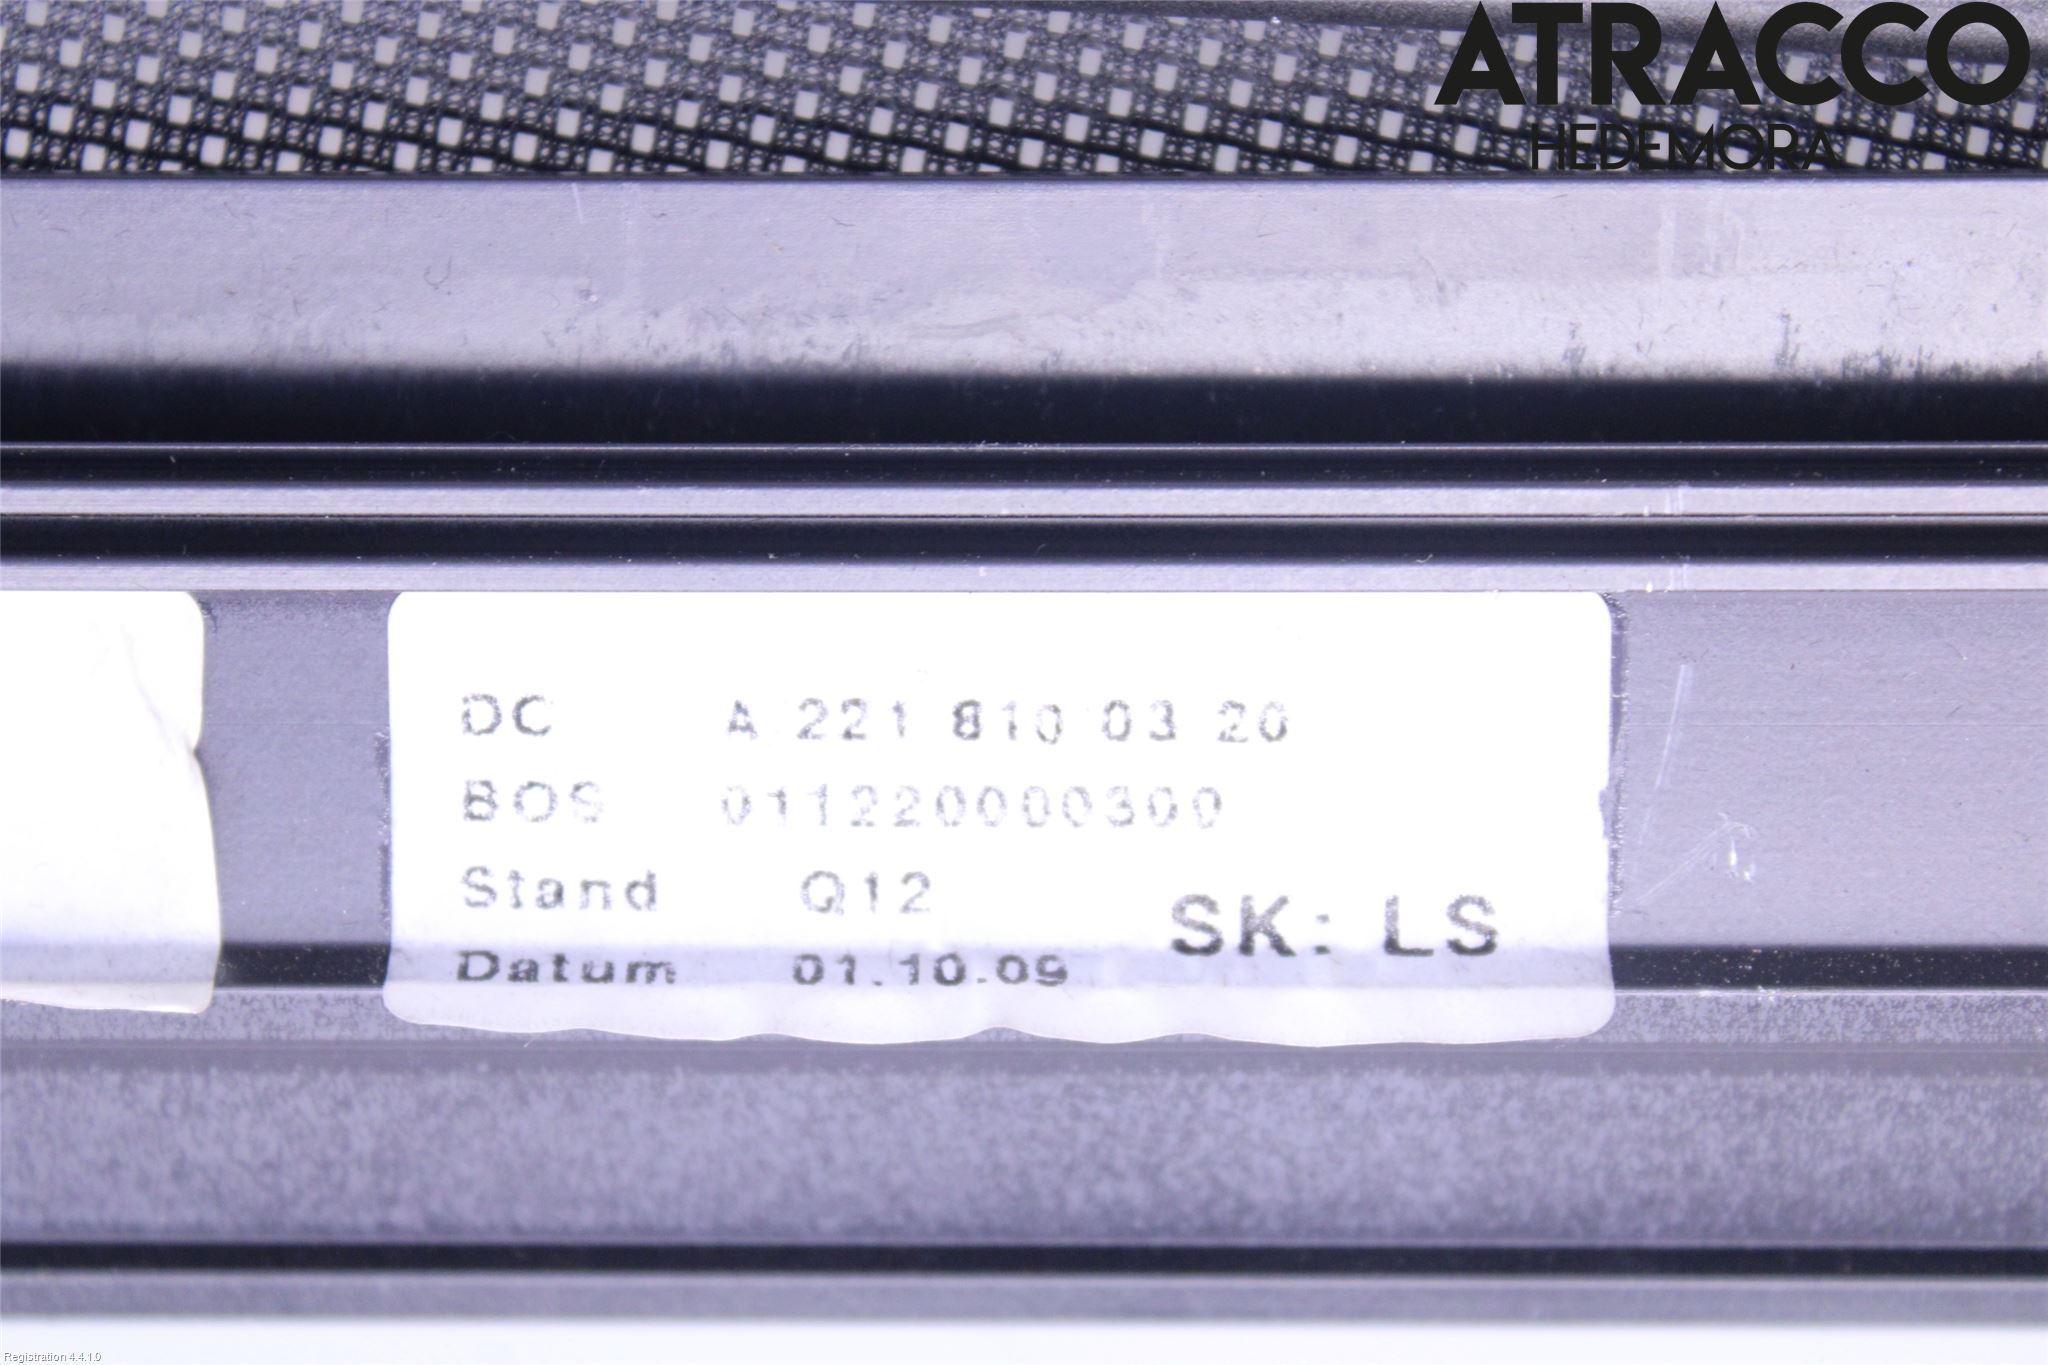 ATRACCO
HEDEMORA
DC A 221 810 03 20
BOS 011220000300
Stand Q12
SK: LS
Datum 01.10.09
Registration 4.4.1.0